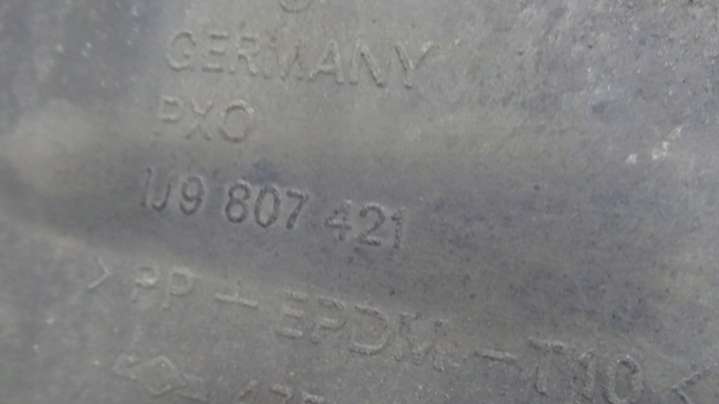 GERMANY
PXO
1J9 807 421
>PP + EPDM - T10<